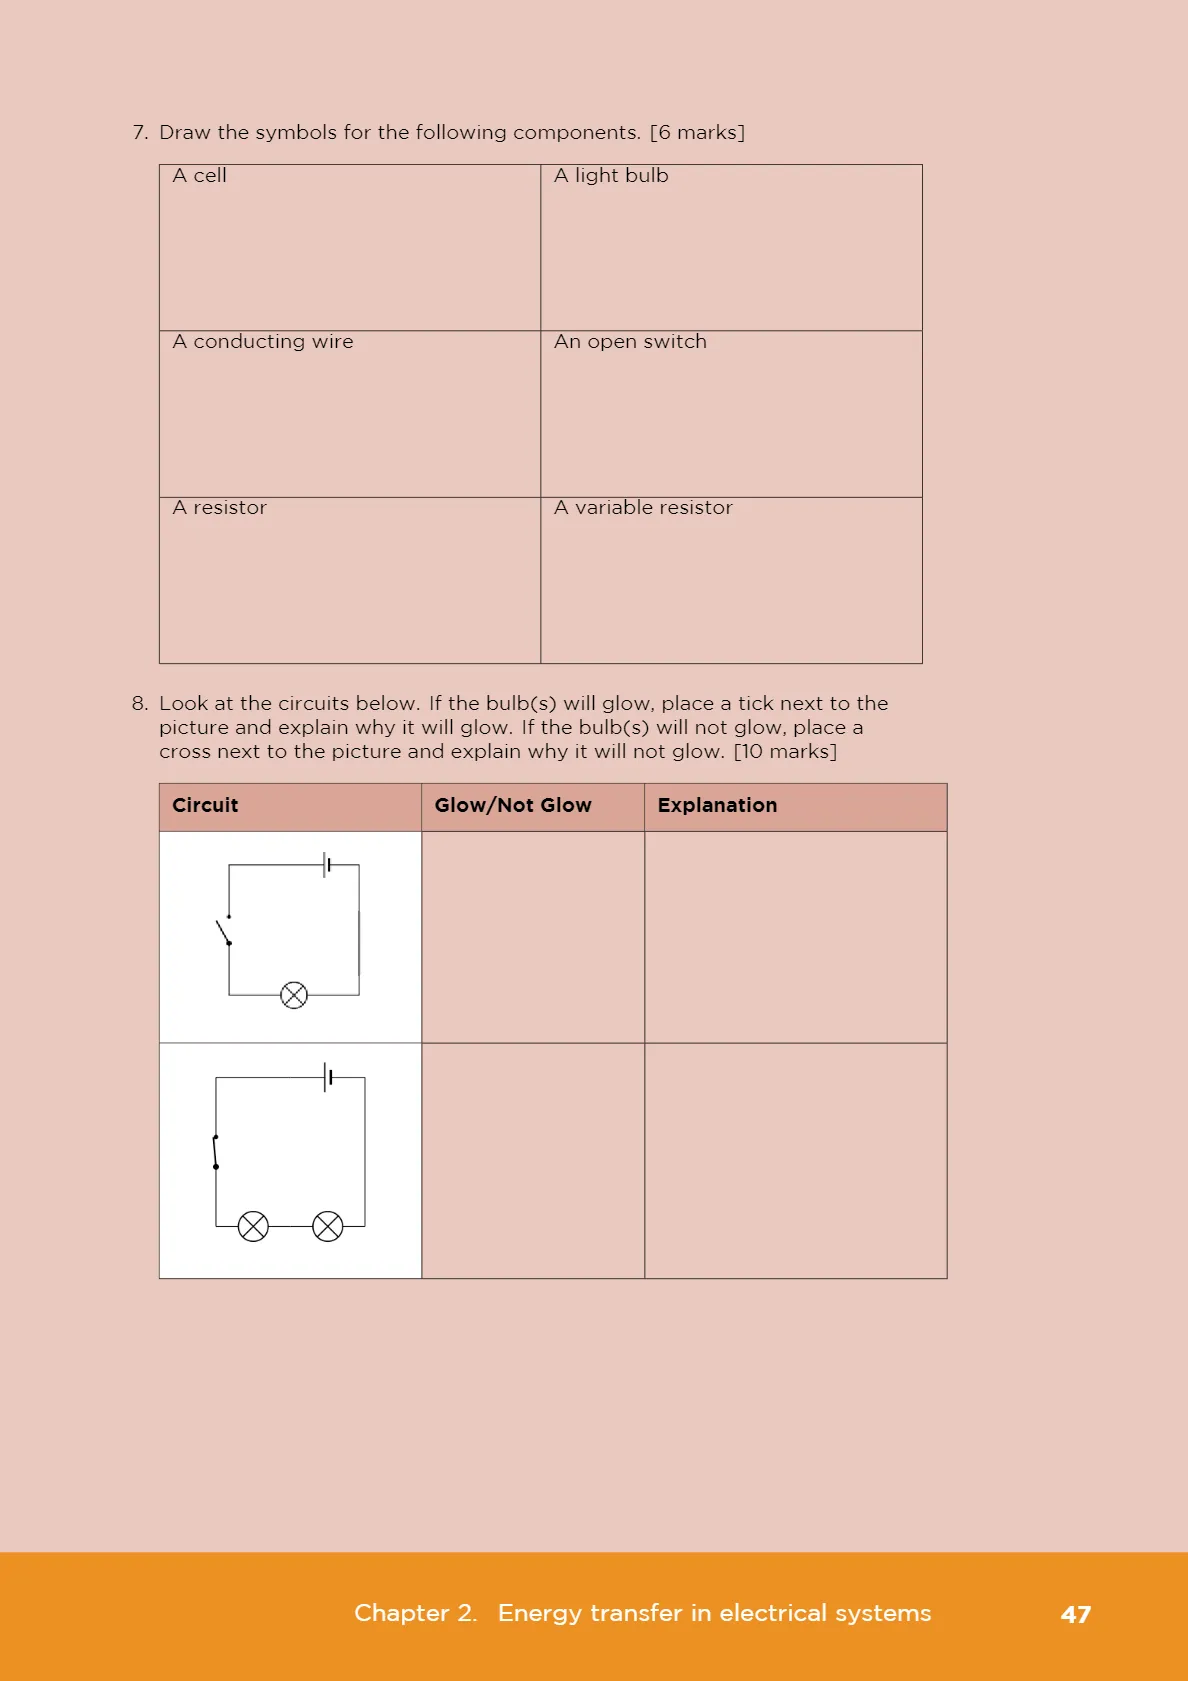 7. Draw the symbols for the following components. [6 marks]
A cell
A light bulb
A conducting wire
An open switch
A resistor
A variable resistor
8. Look at the circuits below. If the bulb(s) will glow, place a tick next to the
picture and explain why it will glow. If the bulb(s) will not glow, place a
cross next to the picture and explain why it will not glow. [10 marks]
Circuit
Glow/Not Glow
Explanation
Chapter 2. Energy transfer in electrical systems
47